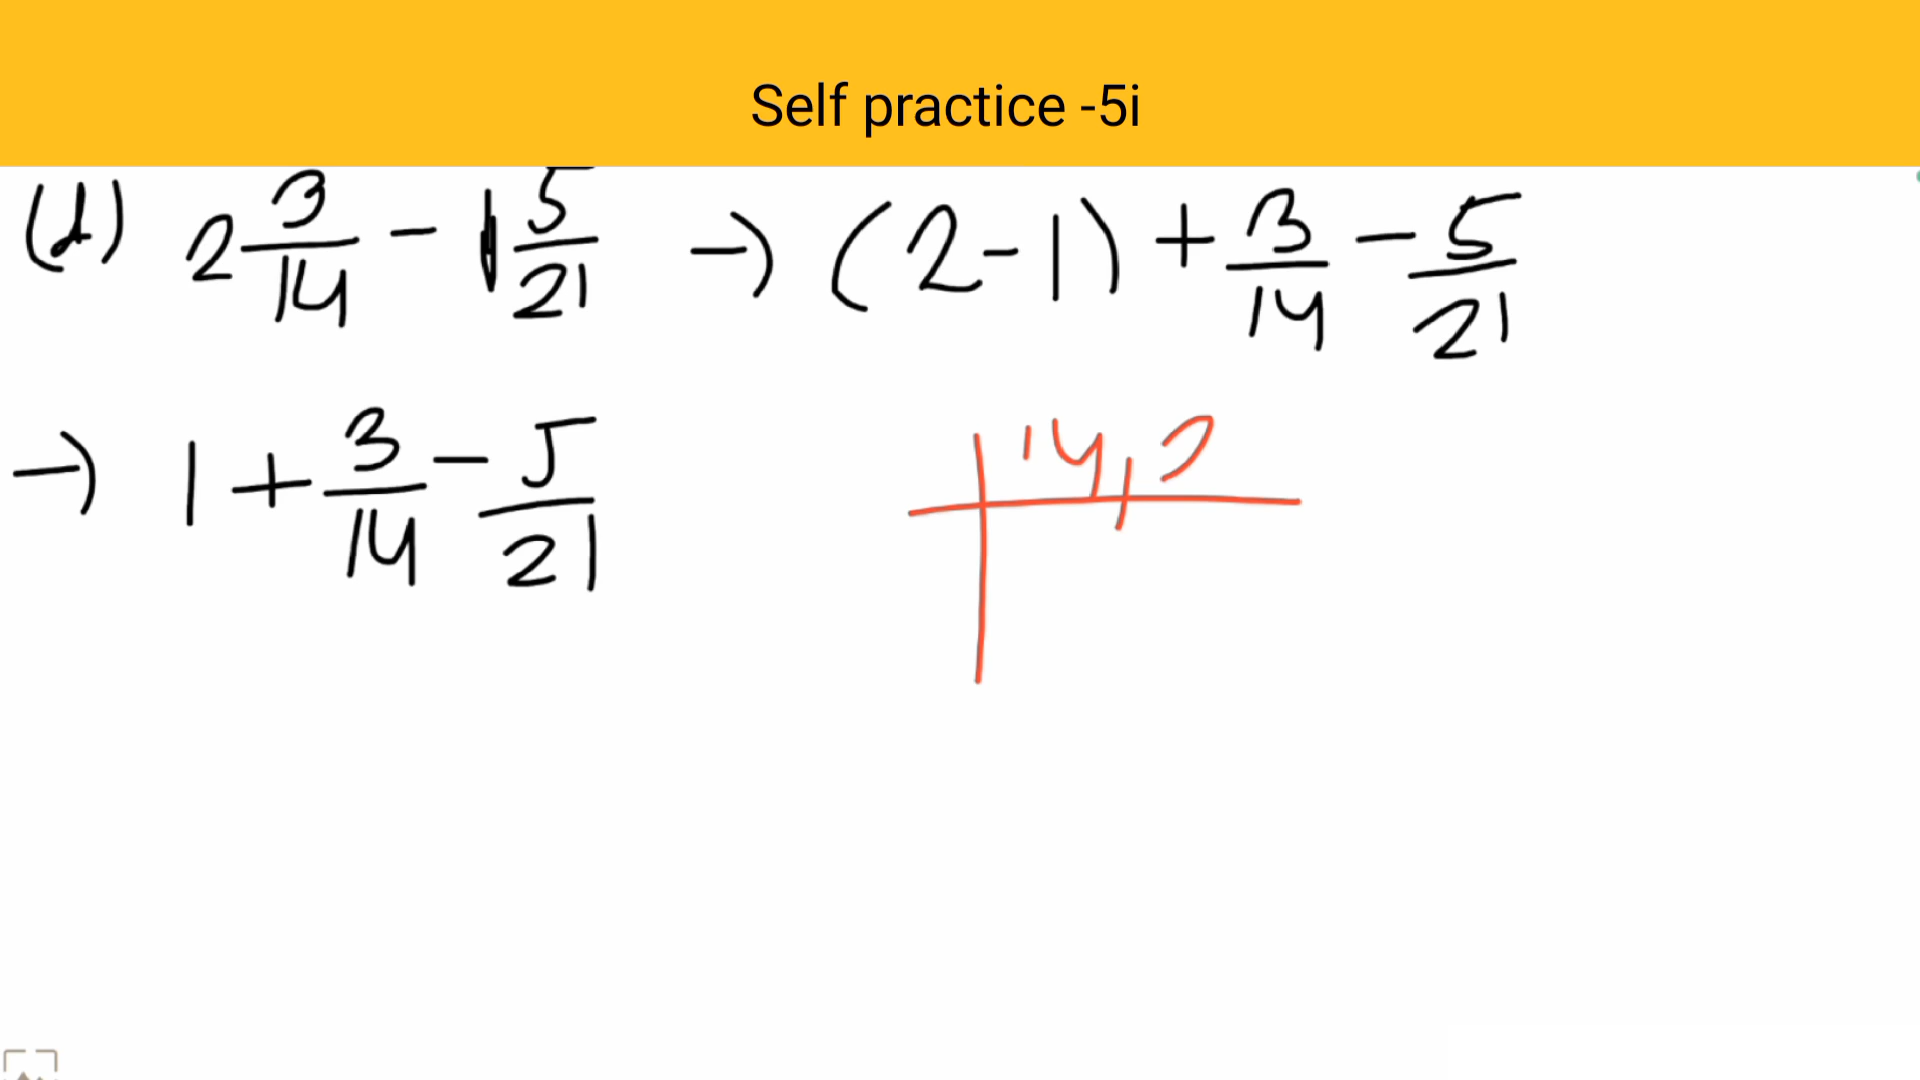 Self practice -5i
(d) 2 3/14 - 1 5/21 → (2-1) + 3/14 - 5/21
→ 1 + 3/14 - 5/21
14, 2